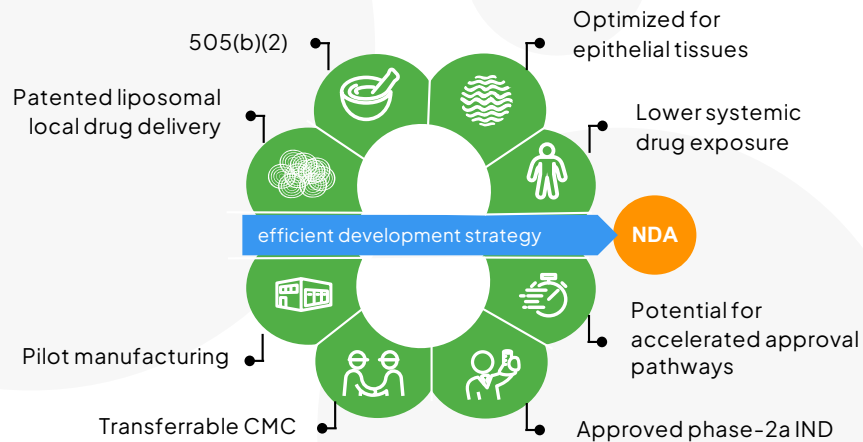 505(b)(2)
Optimized for
epithelial tissues
Patented liposomal
local drug delivery
Lower systemic
drug exposure
efficient development strategy
NDA
Potential for
accelerated approval
pathways
Pilot manufacturing
Transferrable CMC
Approved phase-2a IND